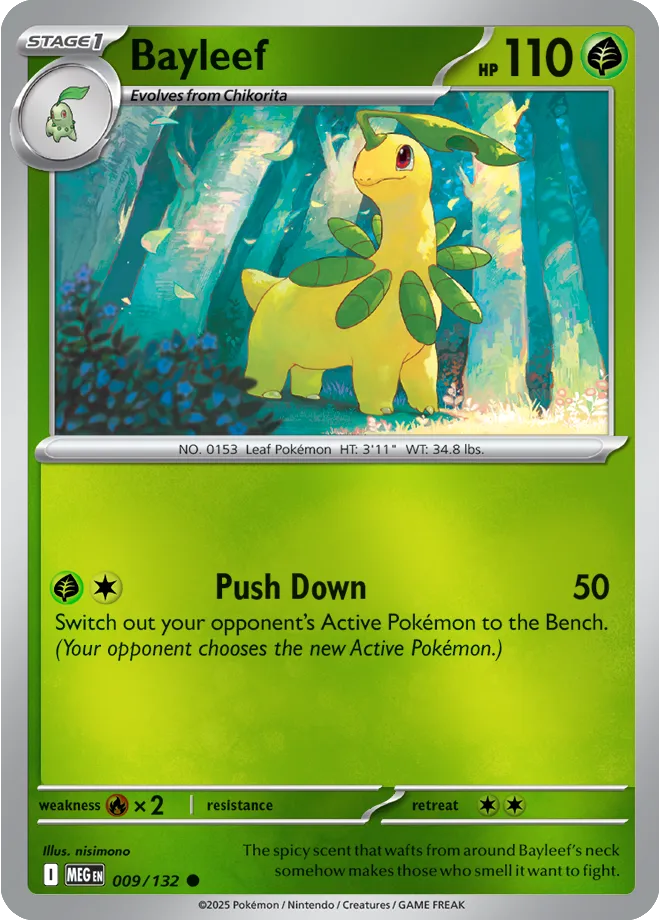 STAGE 1
Bayleef
HP 110
Evolves from Chikorita
NO. 0153 Leaf Pokémon HT: 3'11" WT: 34.8 lbs.
Push Down 50
Switch out your opponent's Active Pokémon to the Bench.
(Your opponent chooses the new Active Pokémon.)
weakness ×2 resistance retreat
Illus. nisimono
The spicy scent that wafts from around Bayleef's neck
somehow makes those who smell it want to fight.
I MEG EN 009/132
©2025 Pokémon / Nintendo / Creatures / GAME FREAK